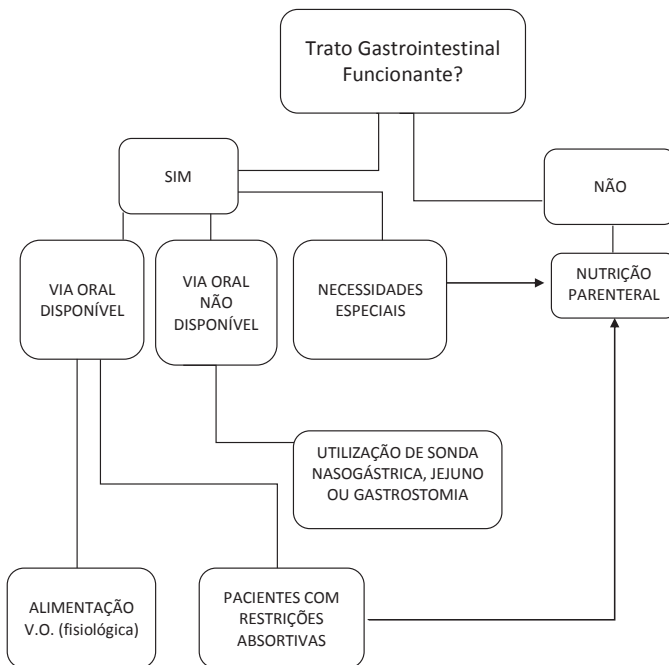 Trato Gastrointestinal
Funcionante?
SIM
NÃO
VIA ORAL
DISPONÍVEL
VIA ORAL
NÃO
DISPONÍVEL
NECESSIDADES
ESPECIAIS
NUTRIÇÃO
PARENTERAL
UTILIZAÇÃO DE SONDA
NASOGÁSTRICA, JEJUNO
OU GASTROSTOMIA
ALIMENTAÇÃO
V.O. (fisiológica)
PACIENTES COM
RESTRIÇÕES
ABSORTIVAS